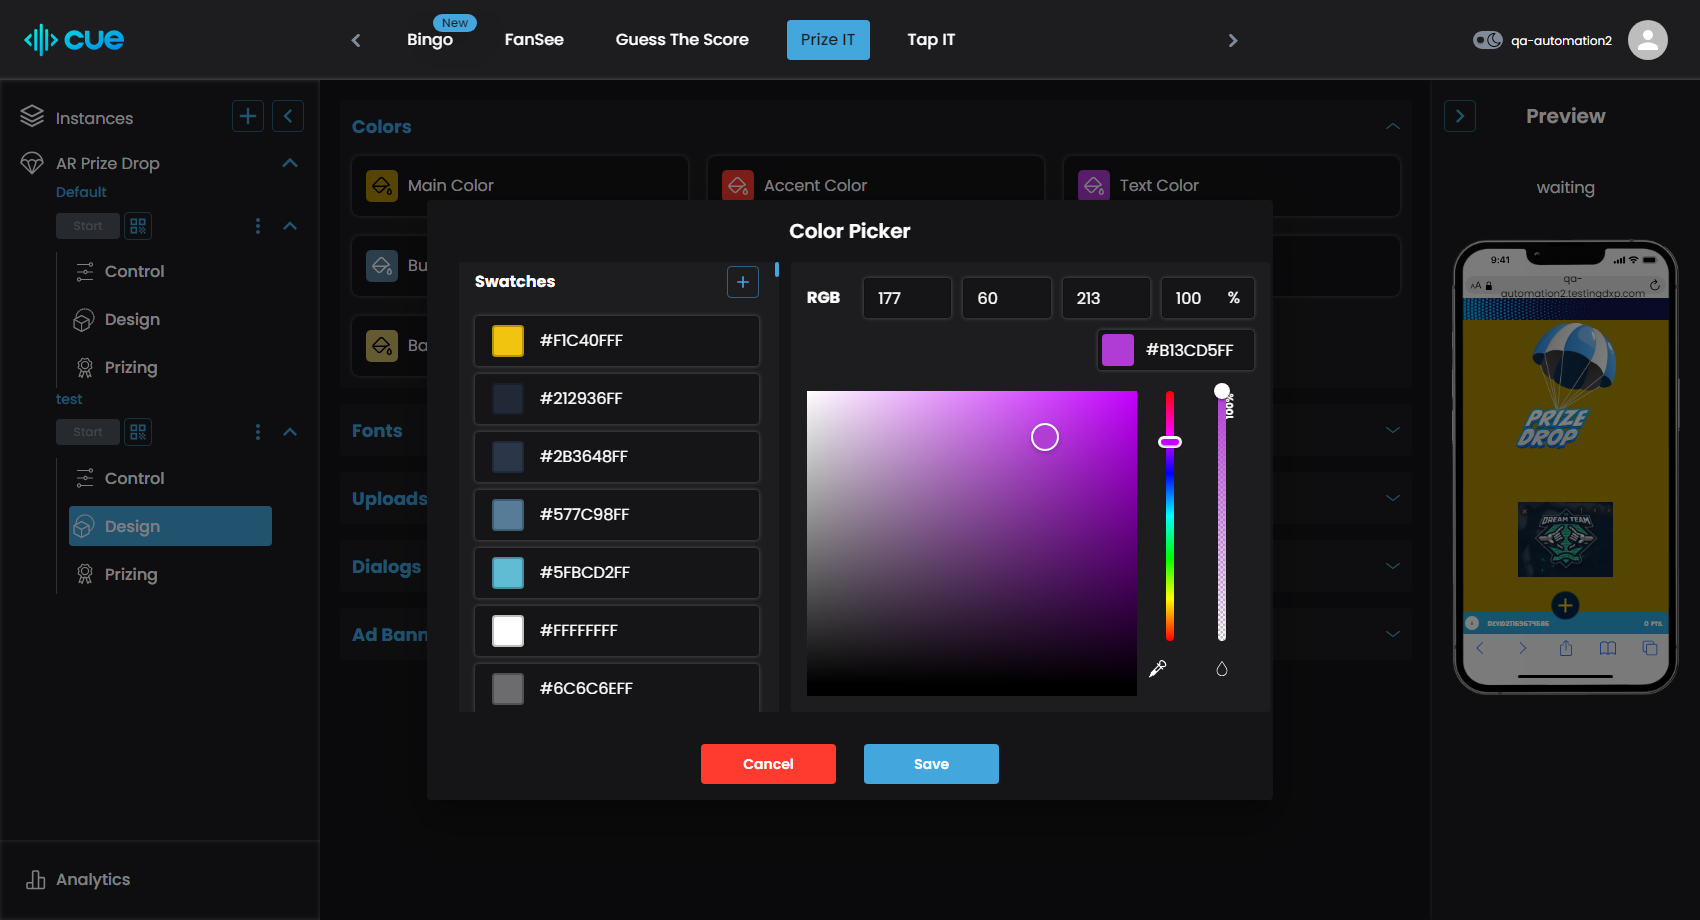 cue
Bingo
New
FanSee
Guess The Score
Prize IT
Tap IT
qa-automation2
Instances
AR Prize Drop
Default
Start
Control
Design
Prizing
test
Start
Control
Design
Prizing
Analytics
Colors
Main Color
Accent Color
Text Color
Bu
Ba
Fonts
Uploads
Dialogs
Ad Bann
Color Picker
Swatches
#F1C40FFF
#212936FF
#2B3648FF
#577C98FF
#5FBCD2FF
#FFFFFFFF
#6C6C6EFF
RGB
177
60
213
100 %
#B13CD5FF
100%
Cancel
Save
Preview
waiting
9:41
AA
qa-
automation2.testingdxp.com
PRIZE
DROP
DREAM TEAM
0 PTS.